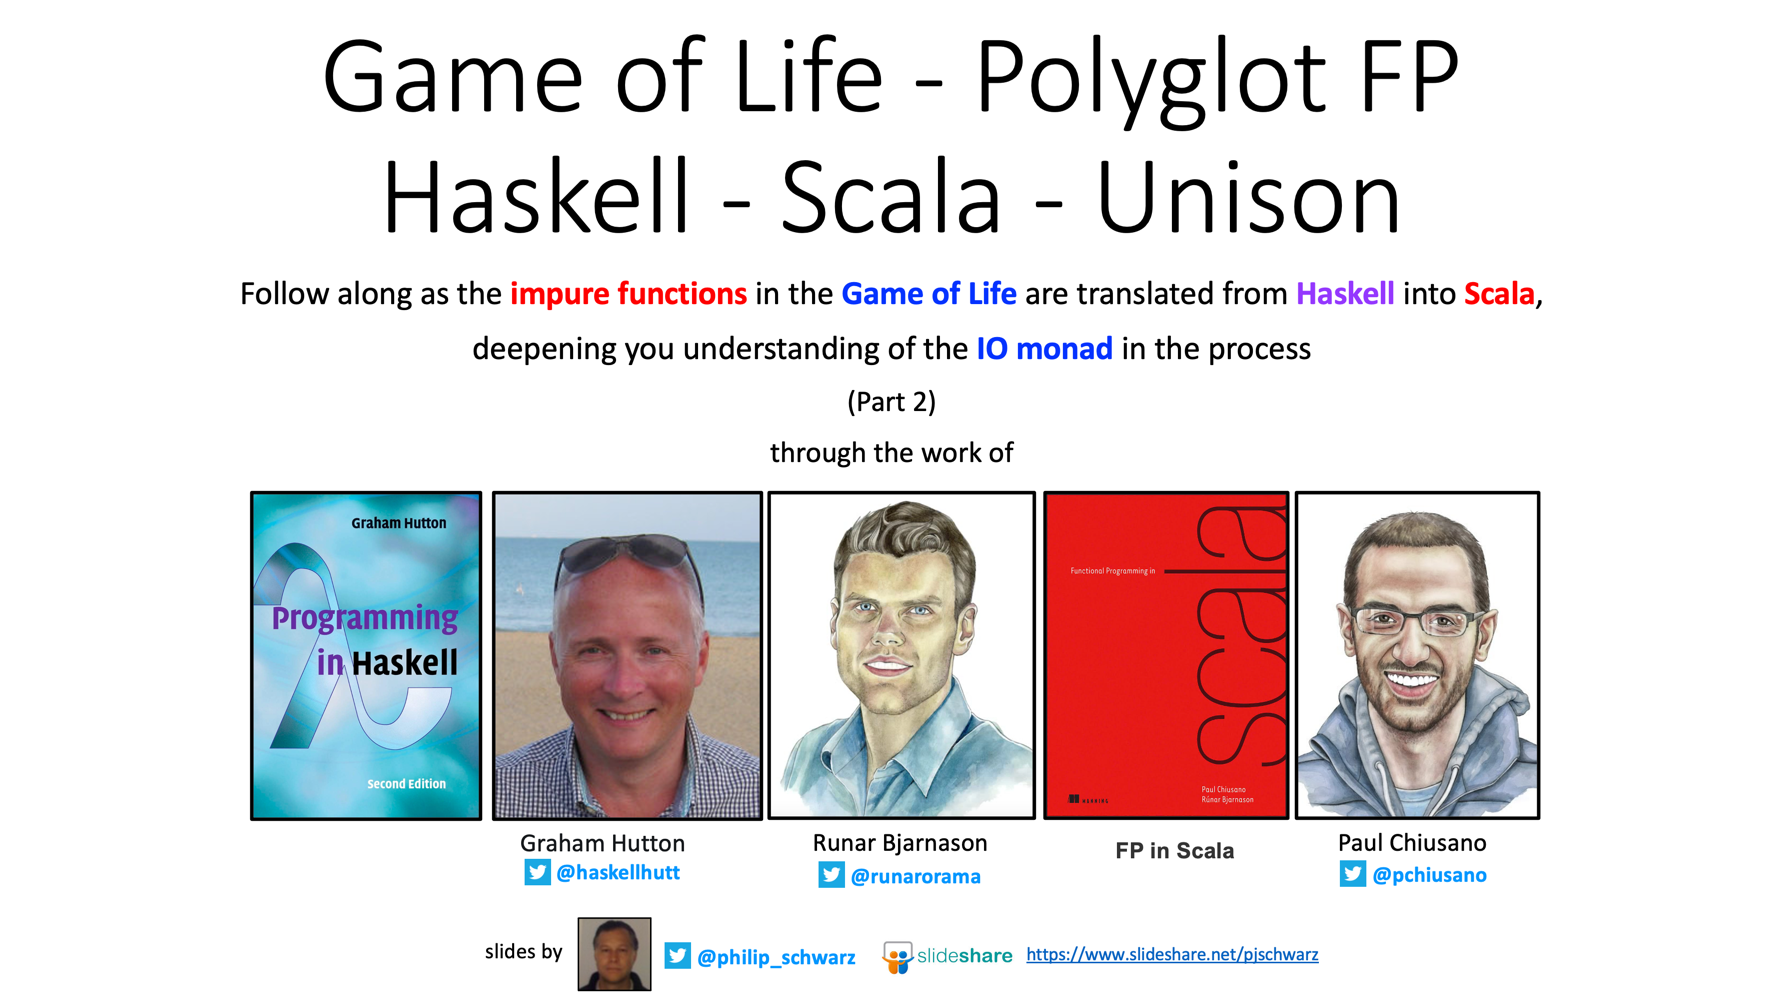 Game of Life - Polyglot FP
Haskell - Scala - Unison
Follow along as the impure functions in the Game of Life are translated from Haskell into Scala,
deepening you understanding of the IO monad in the process
(Part 2)
through the work of
Graham Hutton
Programming
in Haskell
Second Edition
Functional Programming in
scala
Paul Chiusano
Rúnar Bjarnason
MANNING
Graham Hutton
@haskellhutt
Runar Bjarnason
@runarorama
FP in Scala
Paul Chiusano
@pchiusano
slides by
@philip_schwarz
slideshare
https://www.slideshare.net/pjschwarz